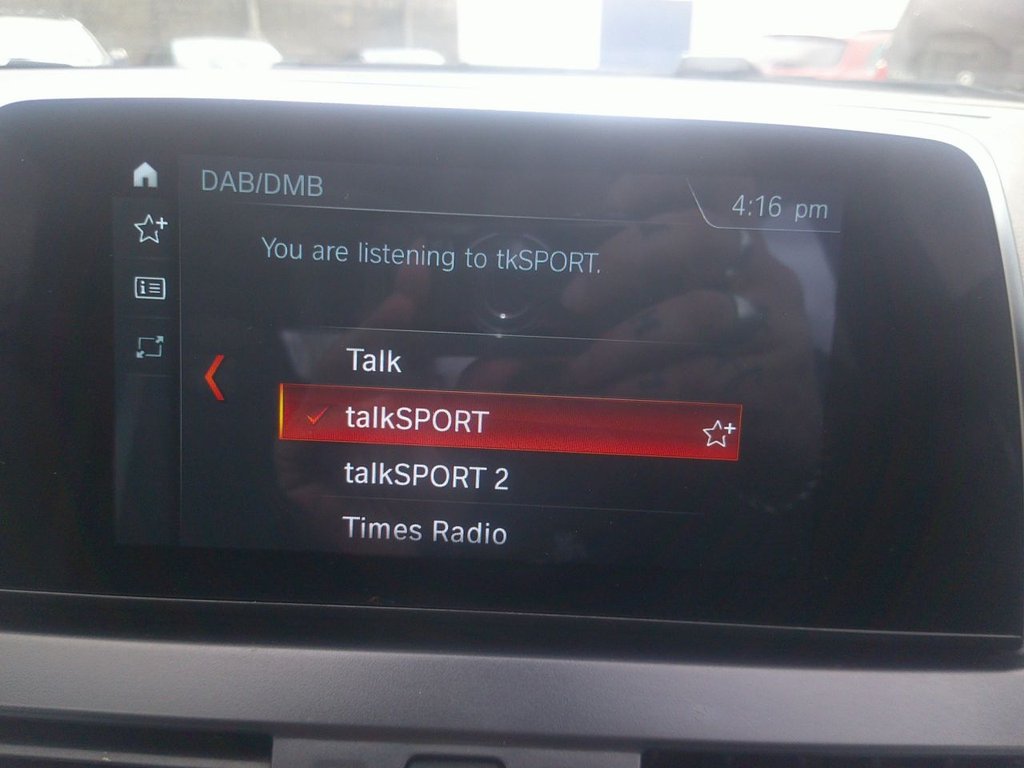 DAB/DMB
4:16 pm
You are listening to tkSPORT.
Talk
talkSPORT
talkSPORT 2
Times Radio